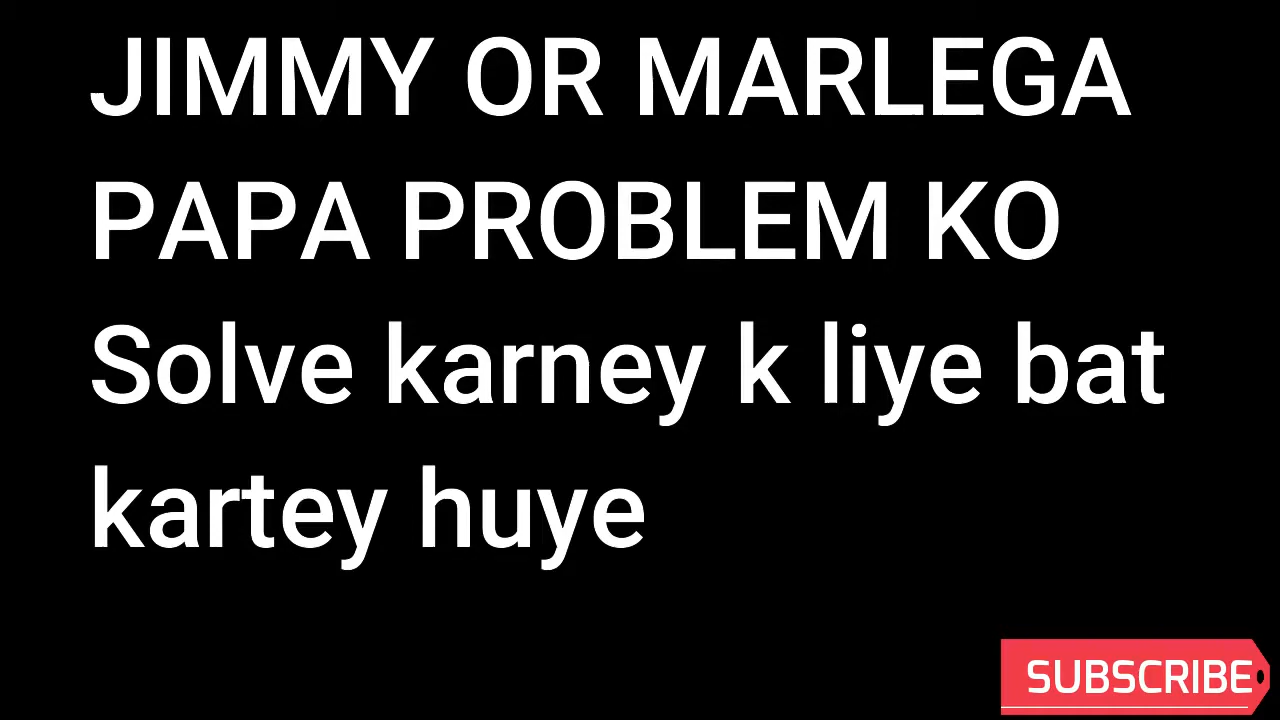 JIMMY OR MARLEGA
PAPA PROBLEM KO
Solve karney k liye bat
kartey huye
SUBSCRIBE